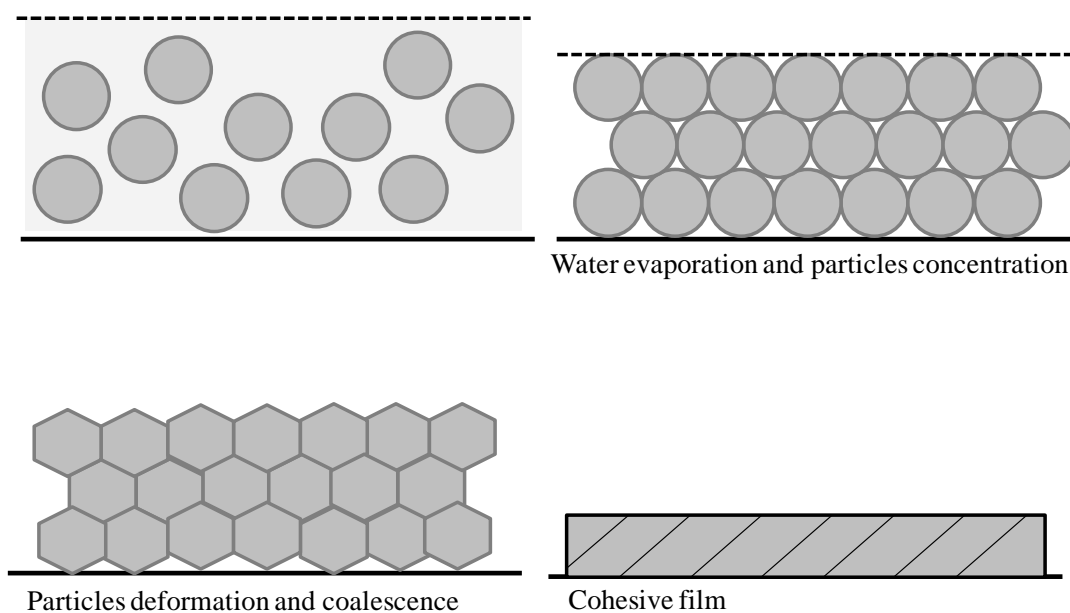 Water evaporation and particles concentration
Particles deformation and coalescence
Cohesive film